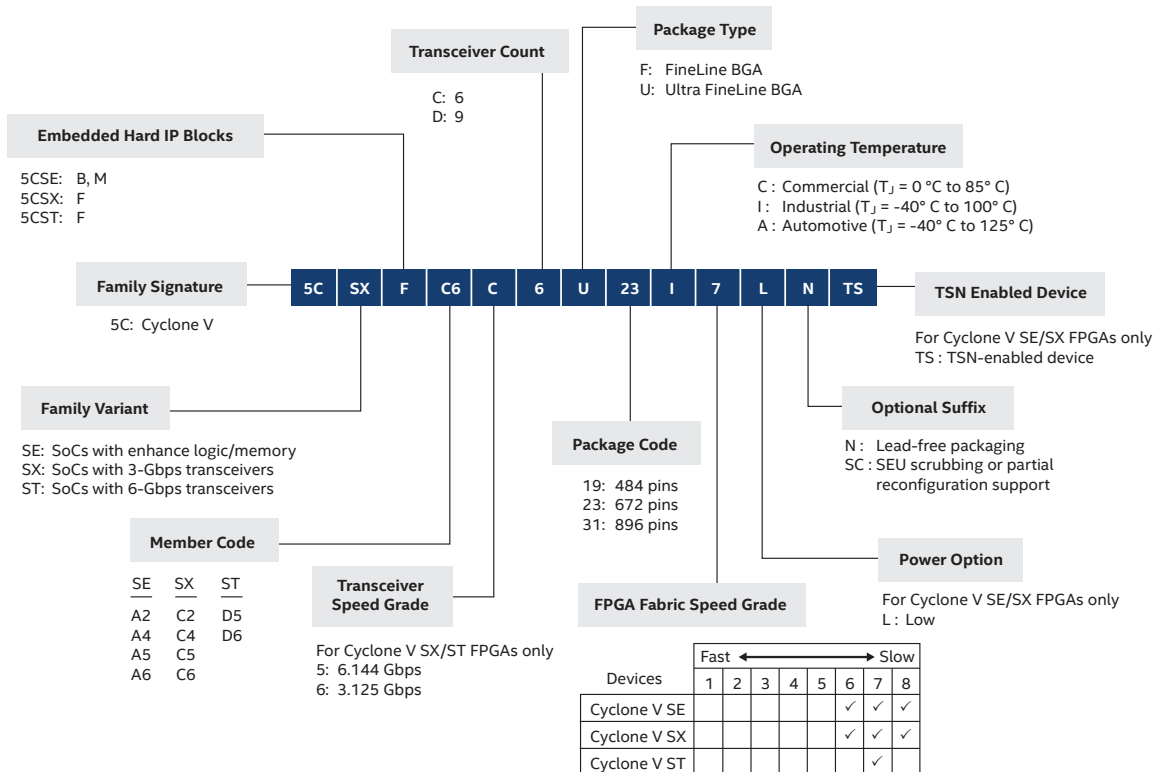 Package Type
F: FineLine BGA
U: Ultra FineLine BGA
Transceiver Count
C: 6
D: 9
Embedded Hard IP Blocks
5CSE: B, M
5CSX: F
5CST: F
Operating Temperature
C : Commercial (TJ = 0 °C to 85° C)
I : Industrial (TJ = -40° C to 100° C)
A : Automotive (TJ = -40° C to 125° C)
Family Signature
5C: Cyclone V
5C SX F C6 C 6 U 23 I 7 L N TS
TSN Enabled Device
For Cyclone V SE/SX FPGAs only
TS : TSN-enabled device
Family Variant
SE: SoCs with enhance logic/memory
SX: SoCs with 3-Gbps transceivers
ST: SoCs with 6-Gbps transceivers
Package Code
19: 484 pins
23: 672 pins
31: 896 pins
Optional Suffix
N : Lead-free packaging
SC : SEU scrubbing or partial
reconfiguration support
Member Code
SE SX ST
A2 C2 D5
A4 C4 D6
A5 C5
A6 C6
Transceiver
Speed Grade
For Cyclone V SX/ST FPGAs only
5: 6.144 Gbps
6: 3.125 Gbps
Power Option
For Cyclone V SE/SX FPGAs only
L : Low
FPGA Fabric Speed Grade
Fast Slow
Devices 1 2 3 4 5 6 7 8
Cyclone V SE ✓ ✓ ✓
Cyclone V SX ✓ ✓ ✓
Cyclone V ST ✓